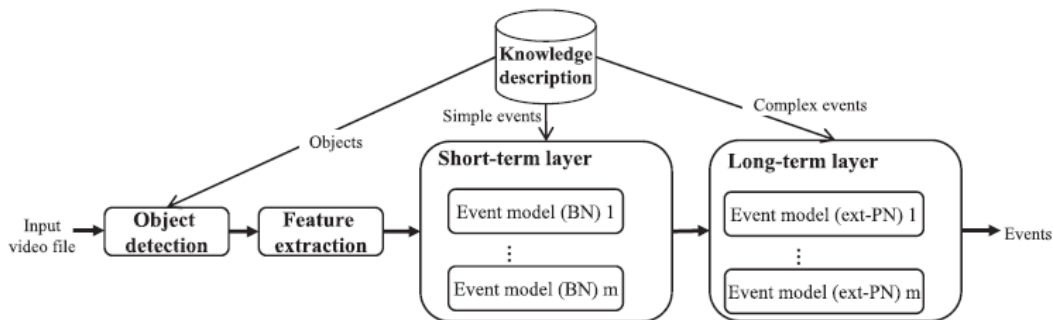 Knowledge
description
Simple events
Complex events
Objects
Short-term layer
Long-term layer
Input
video file
Object
detection
Feature
extraction
Event model (BN) 1
⋮
Event model (BN) m
Event model (ext-PN) 1
⋮
Event model (ext-PN) m
Events